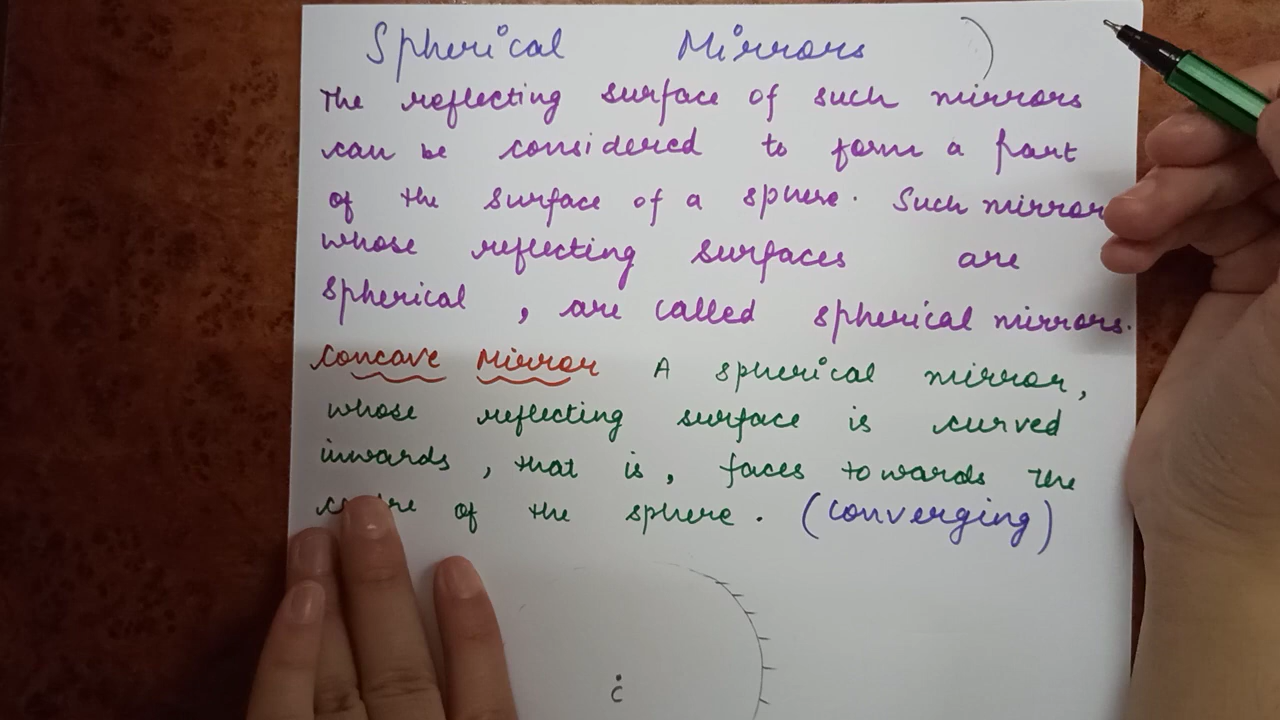 Spherical Mirrors
The reflecting surface of such mirrors
can be considered to form a part
of the surface of a sphere. Such mirror
whose reflecting surfaces are
spherical, are called spherical mirrors.
Concave Mirror A spherical mirror,
whose reflecting surface is curved
inwards, that is, faces towards the
of the sphere. (converging)
C